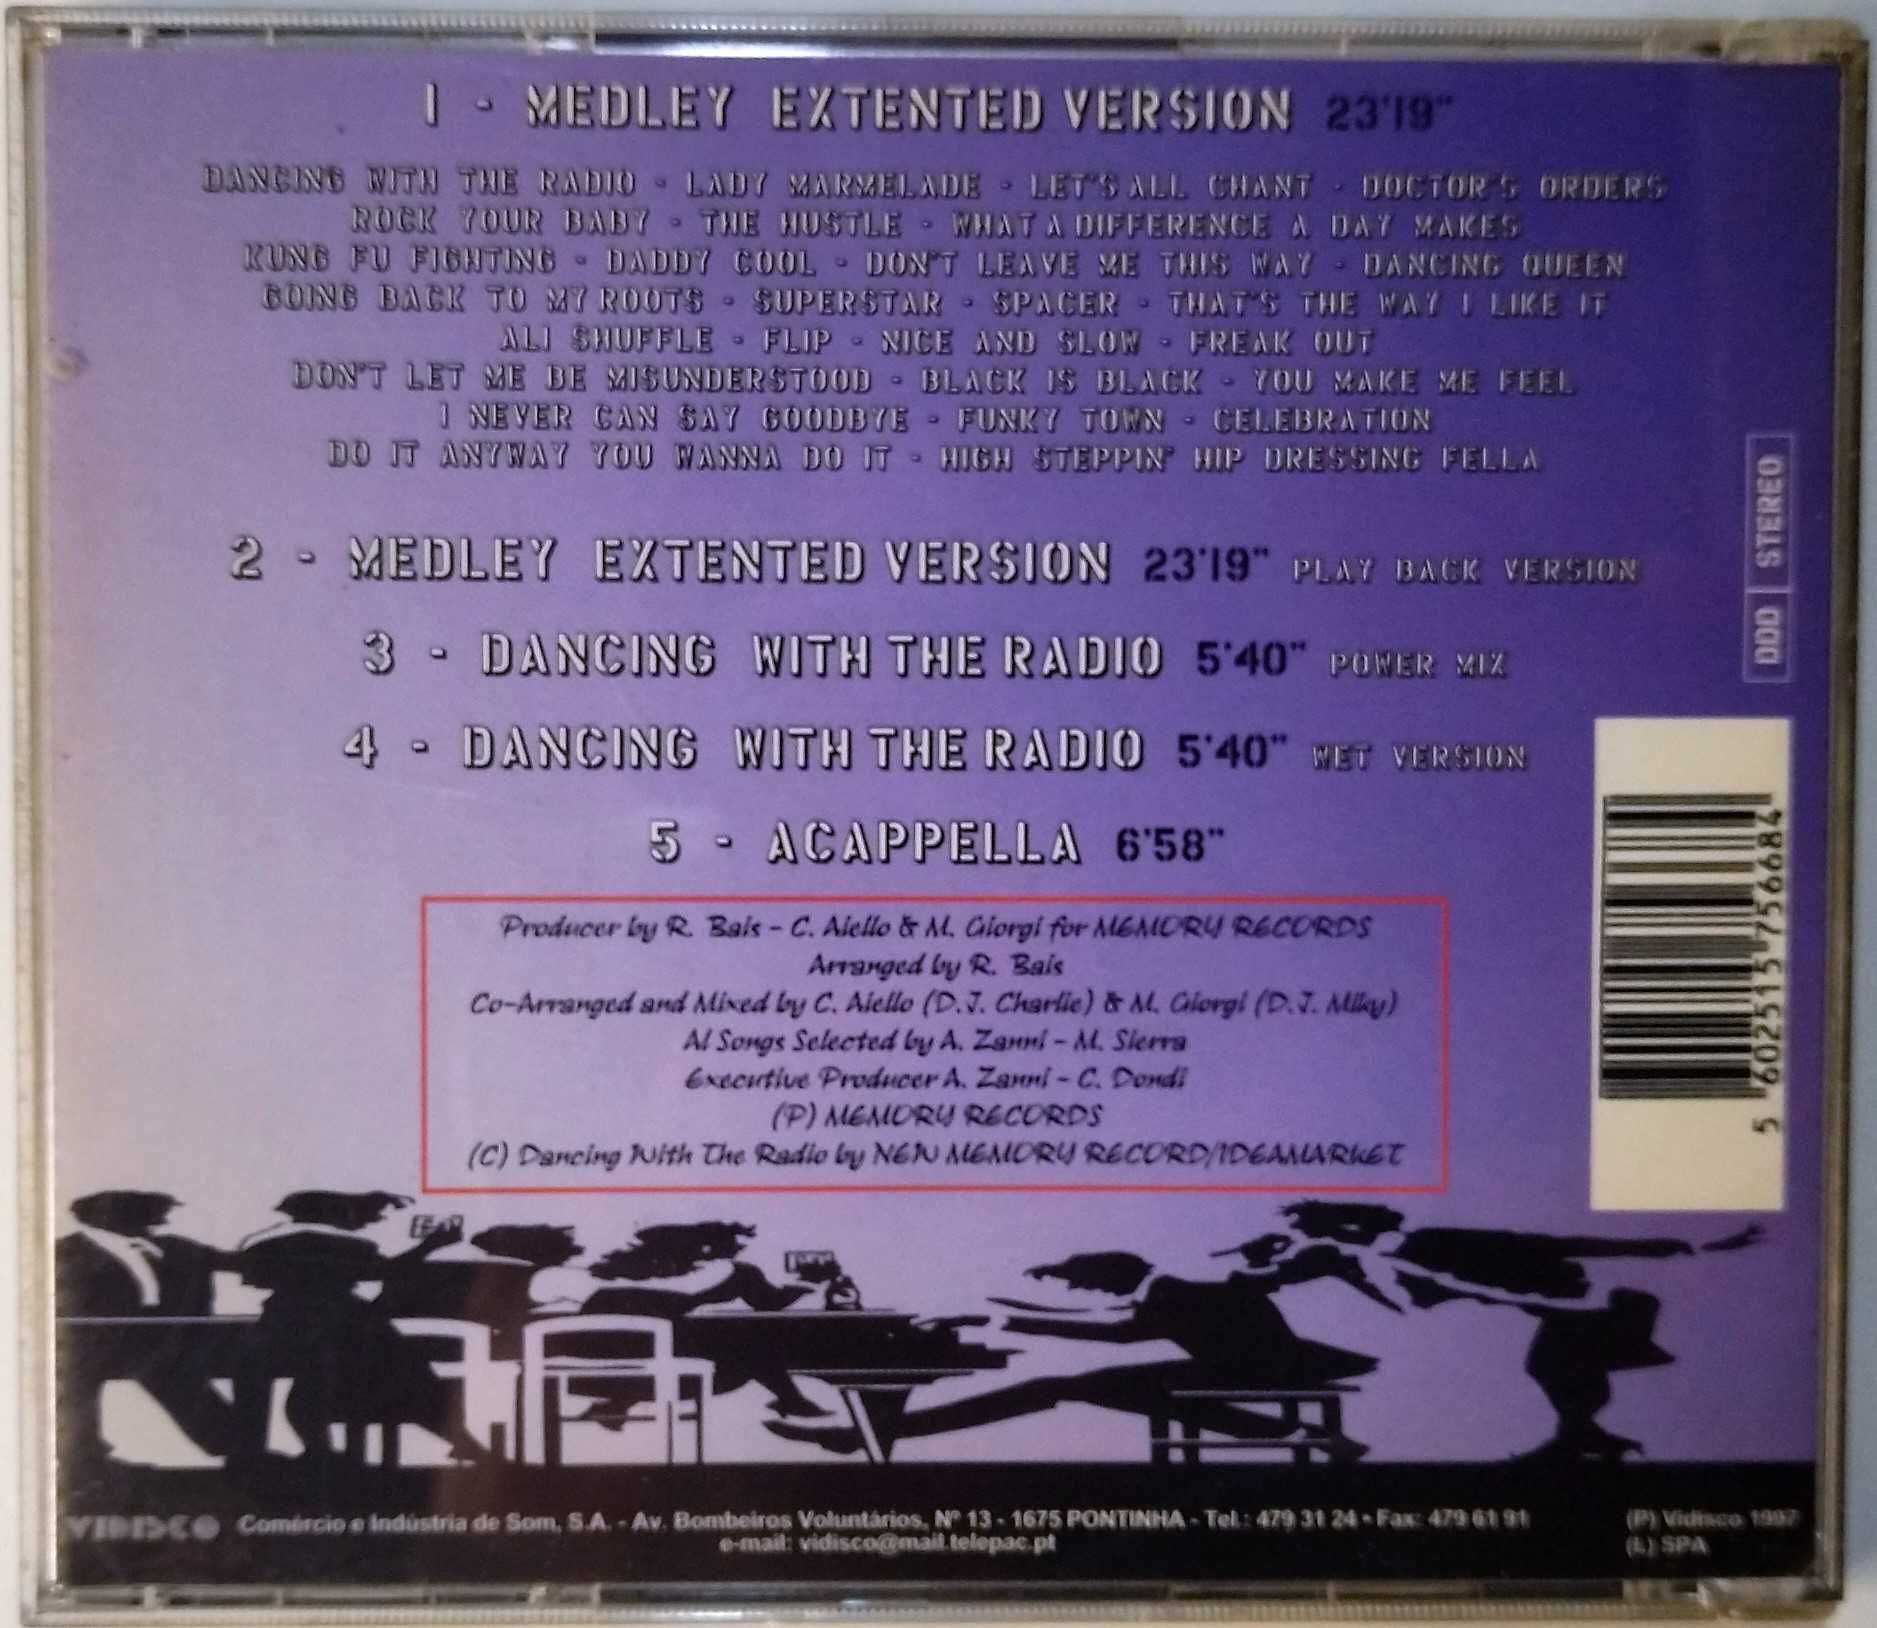 1 - MEDLEY EXTENTED VERSION 23'19"
DANCING WITH THE RADIO - LADY MARMELADE - LET'S ALL CHANT - DOCTOR'S ORDERS
ROCK YOUR BABY - THE HUSTLE - WHAT A DIFFERENCE A DAY MAKES
KUNG FU FIGHTING - DADDY COOL - DON'T LEAVE ME THIS WAY - DANCING QUEEN
GOING BACK TO MY ROOTS - SUPERSTAR - SPACER - THAT'S THE WAY I LIKE IT
ALI SHUFFLE - FLIP - NICE AND SLOW - FREAK OUT
DON'T LET ME BE MISUNDERSTOOD - BLACK IS BLACK - YOU MAKE ME FEEL
I NEVER CAN SAY GOODBYE - FUNKY TOWN - CELEBRATION
DO IT ANYWAY YOU WANNA DO IT - HIGH STEPPIN' HIP DRESSING FELLA
2 - MEDLEY EXTENTED VERSION 23'19" PLAY BACK VERSION
3 - DANCING WITH THE RADIO 5'40" POWER MIX
4 - DANCING WITH THE RADIO 5'40" WET VERSION
5 - ACAPPELLA 6'58"
DDD STEREO
5 602515 756684
Producer by R. Bais - C. Aiello & M. Giorgi for MEMORY RECORDS
Arranged by R. Bais
Co-Arranged and Mixed by C. Aiello (D.J. Charlie) & M. Giorgi (D.J. Miky)
Al Songs Selected by A. Zanni - M. Sierra
Executive Producer A. Zanni - C. Dondi
(P) MEMORY RECORDS
(C) Dancing With The Radio by NEW MEMORY RECORD/IDEAMARKET
VIDISCO Comércio e Indústria de Som, S.A. - Av. Bombeiros Voluntários, Nº 13 - 1675 PONTINHA - Tel.: 479 31 24 • Fax: 479 61 91
e-mail: vidisco@mail.telepac.pt
(P) Vidisco 1997
(L) SPA